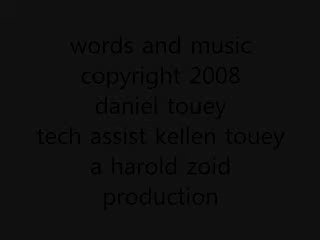 words and music
copyright 2008
daniel touey
tech assist kellen touey
a harold zoid
production